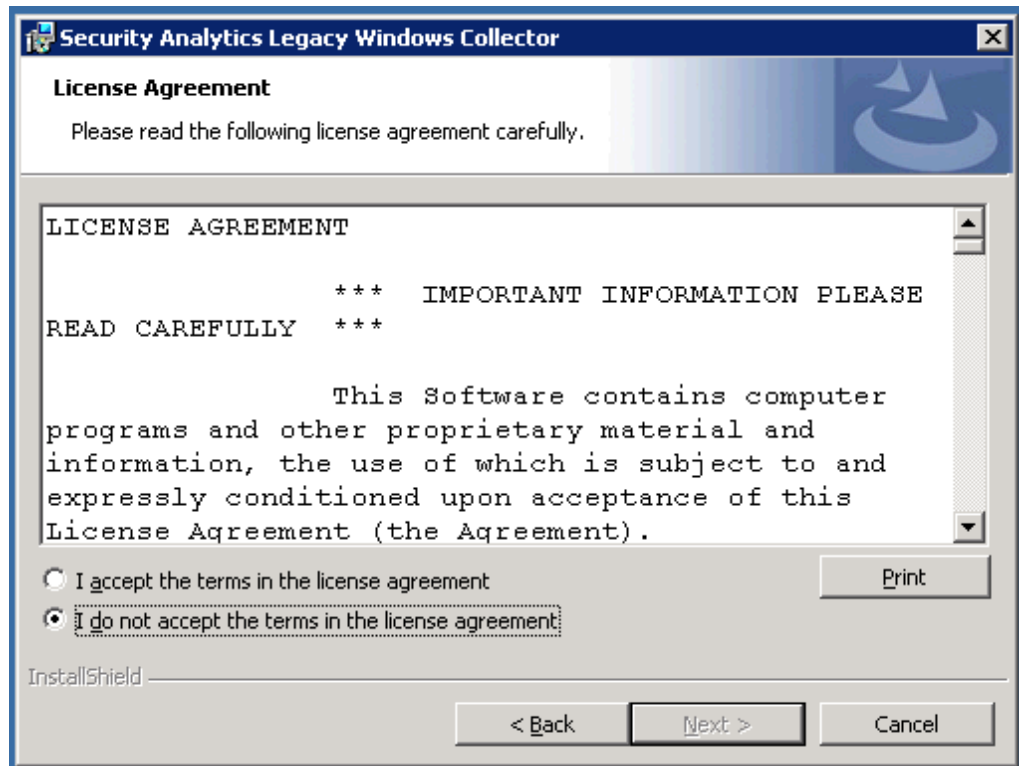 Security Analytics Legacy Windows Collector
License Agreement
Please read the following license agreement carefully.
LICENSE AGREEMENT
*** IMPORTANT INFORMATION PLEASE
READ CAREFULLY ***
This Software contains computer
programs and other proprietary material and
information, the use of which is subject to and
expressly conditioned upon acceptance of this
License Agreement (the Agreement).
I accept the terms in the license agreement
Print
I do not accept the terms in the license agreement
InstallShield
< Back
Next >
Cancel